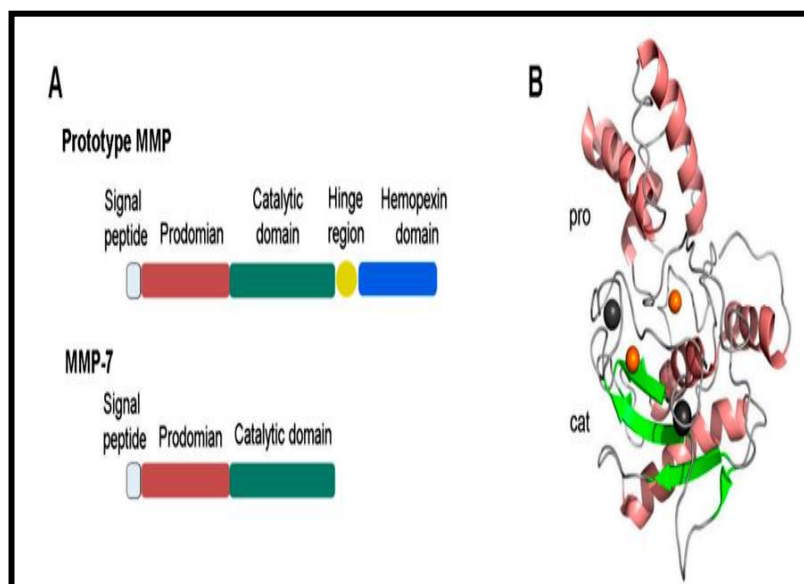 A
Prototype MMP
Signal
peptide
Prodomian
Catalytic
domain
Hinge
region
Hemopexin
domain
MMP-7
Signal
peptide
Prodomian
Catalytic domain
B
pro
cat